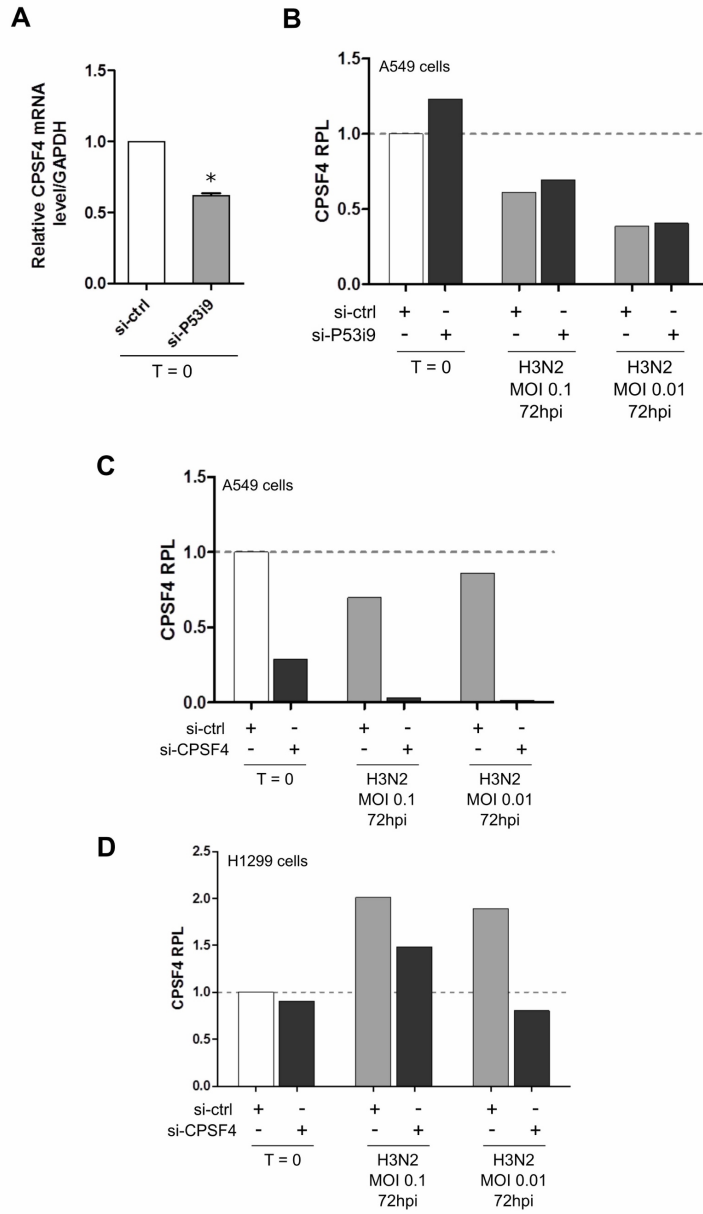 A
Relative CPSF4 mRNA
level/GAPDH
1.5
1.0
0.5
0.0
*
si-ctrl
si-P53i9
T = 0
B
A549 cells
CPSF4 RPL
1.5
1.0
0.5
0.0
si-ctrl + - + - + -
si-P53i9 - + - + - +
T = 0
H3N2
MOI 0.1
72hpi
H3N2
MOI 0.01
72hpi
C
A549 cells
CPSF4 RPL
1.5
1.0
0.5
0.0
si-ctrl + - + - + -
si-CPSF4 - + - + - +
T = 0
H3N2
MOI 0.1
72hpi
H3N2
MOI 0.01
72hpi
D
H1299 cells
CPSF4 RPL
2.5
2.0
1.5
1.0
0.5
0.0
si-ctrl + - + - + -
si-CPSF4 - + - + - +
T = 0
H3N2
MOI 0.1
72hpi
H3N2
MOI 0.01
72hpi